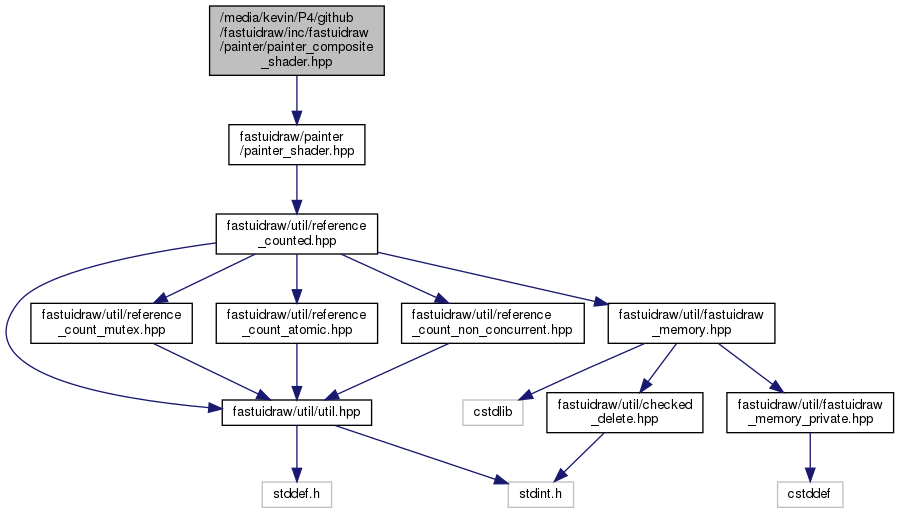 /media/kevin/P4/github
/fastuidraw/inc/fastuidraw
/painter/painter_composite
_shader.hpp
fastuidraw/painter
/painter_shader.hpp
fastuidraw/util/reference
_counted.hpp
fastuidraw/util/reference
_count_mutex.hpp
fastuidraw/util/reference
_count_atomic.hpp
fastuidraw/util/reference
_count_non_concurrent.hpp
fastuidraw/util/fastuidraw
_memory.hpp
fastuidraw/util/util.hpp
cstdlib
fastuidraw/util/checked
_delete.hpp
fastuidraw/util/fastuidraw
_memory_private.hpp
stddef.h
stdint.h
cstddef